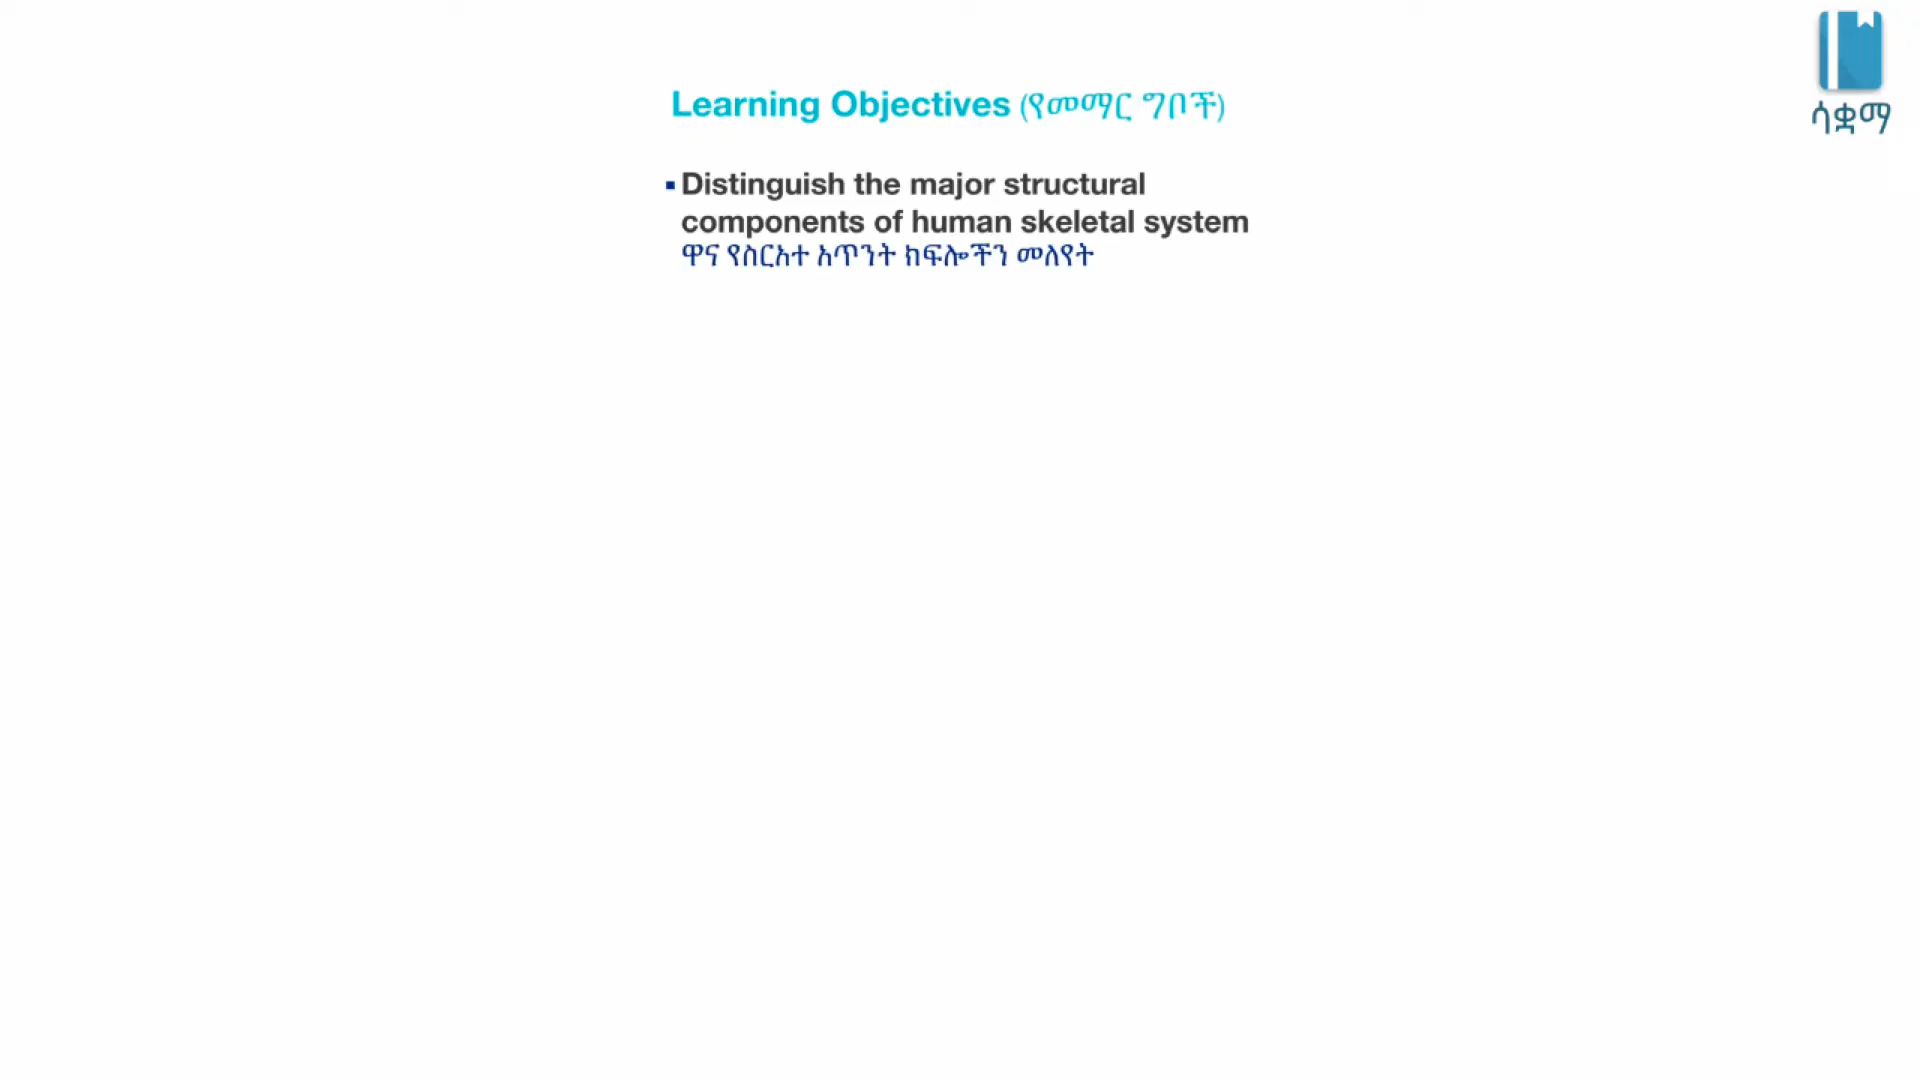 Learning Objectives (የመማር ግቦች)
▪ Distinguish the major structural
components of human skeletal system
ዋና የስርአተ አጥንት ክፍሎችን መለየት
ሳቋማ